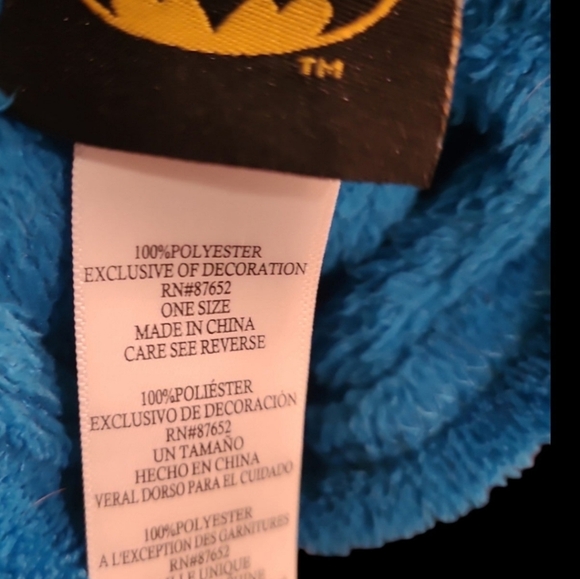 TM
100%POLYESTER
EXCLUSIVE OF DECORATION
RN#87652
ONE SIZE
MADE IN CHINA
CARE SEE REVERSE
100%POLIÉSTER
EXCLUSIVO DE DECORACIÓN
RN#87652
UN TAMAÑO
HECHO EN CHINA
VERAL DORSO PARA EL CUIDADO
100%POLYESTER
A L'EXCEPTION DES GARNITURES
RN#87652
UNIQUE